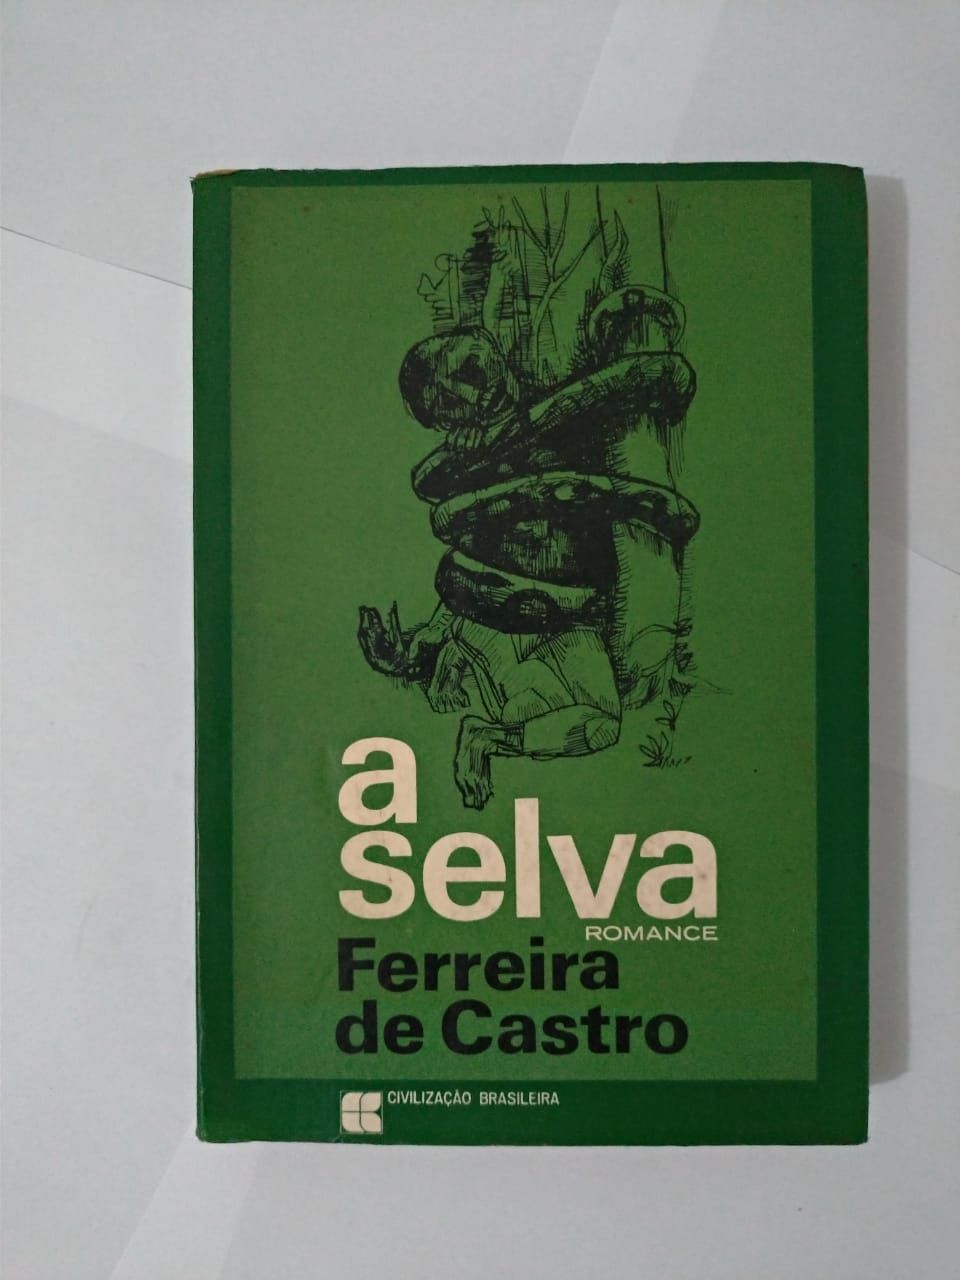 a
selva
ROMANCE
Ferreira
de Castro
CIVILIZAÇÃO BRASILEIRA